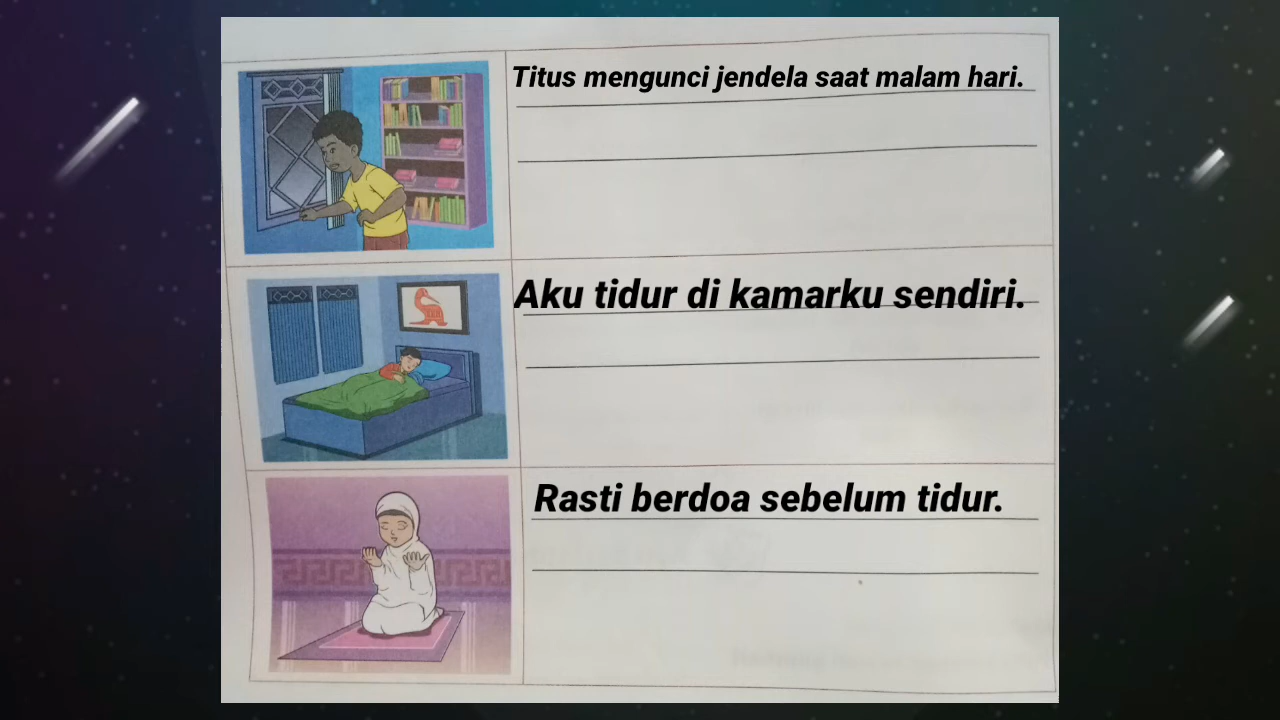 Titus mengunci jendela saat malam hari.
Aku tidur di kamarku sendiri.
Rasti berdoa sebelum tidur.